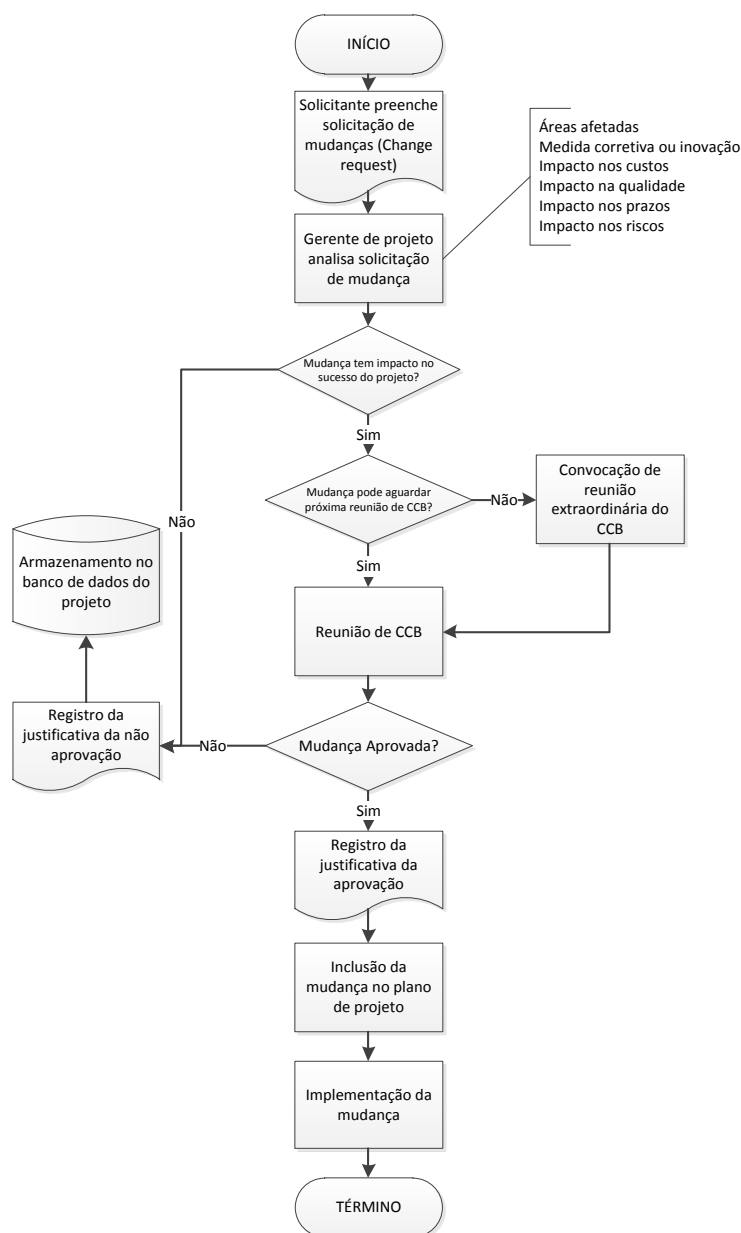 INÍCIO
Solicitante preenche
solicitação de
mudanças (Change
request)
Áreas afetadas
Medida corretiva ou inovação
Impacto nos custos
Impacto na qualidade
Impacto nos prazos
Impacto nos riscos
Gerente de projeto
analisa solicitação
de mudança
Mudança tem impacto no
sucesso do projeto?
Sim
Mudança pode aguardar
próxima reunião de CCB?
Não
Convocação de
reunião
extraordinária do
CCB
Não
Sim
Armazenamento no
banco de dados do
projeto
Reunião de CCB
Registro da
justificativa da não
aprovação
Não
Mudança Aprovada?
Sim
Registro da
justificativa da
aprovação
Inclusão da
mudança no plano
de projeto
Implementação da
mudança
TÉRMINO